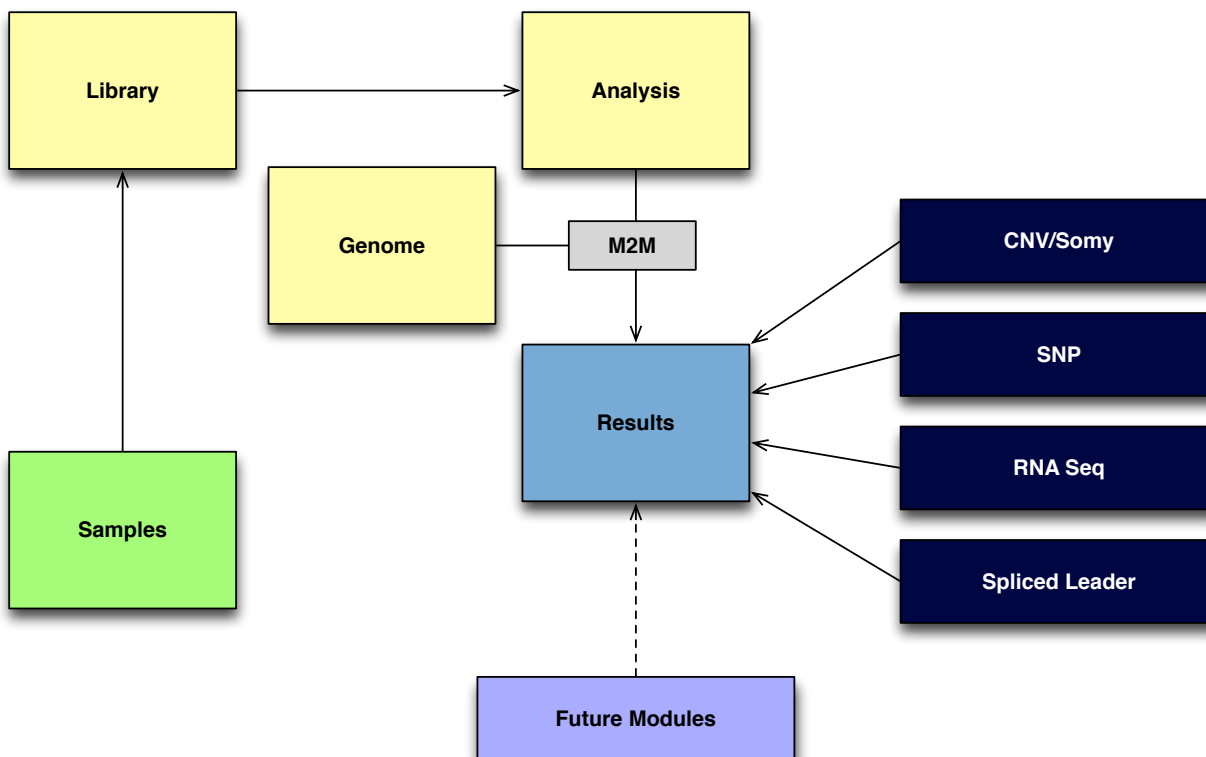 Library
Analysis
Genome
M2M
CNV/Somy
SNP
Results
RNA Seq
Samples
Spliced Leader
Future Modules